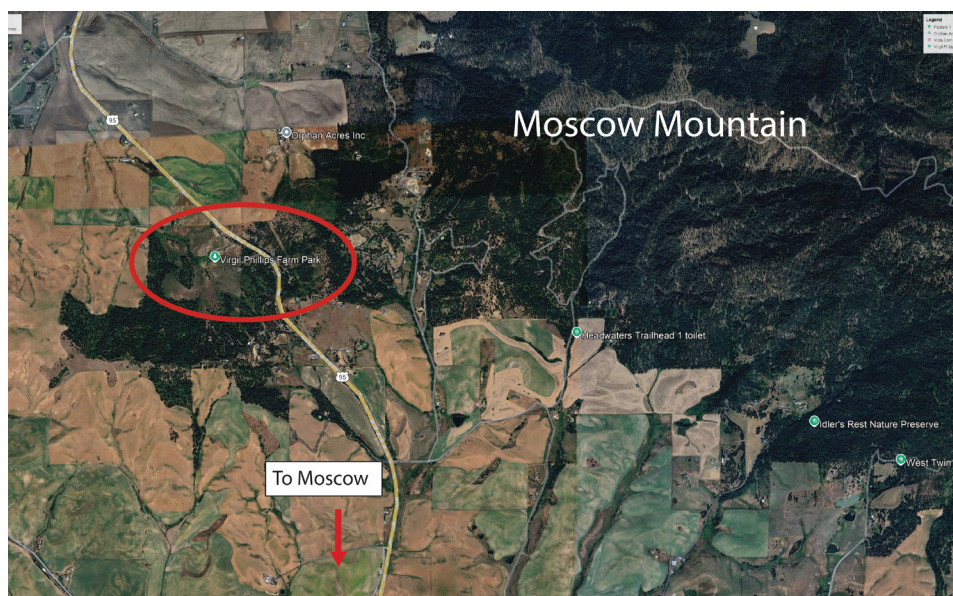 Legend
95
Orphan Acres Inc
Moscow Mountain
Virgil Phillips Farm Park
Headwaters Trailhead 1 toilet
95
Idler's Rest Nature Preserve
West Twin
To Moscow